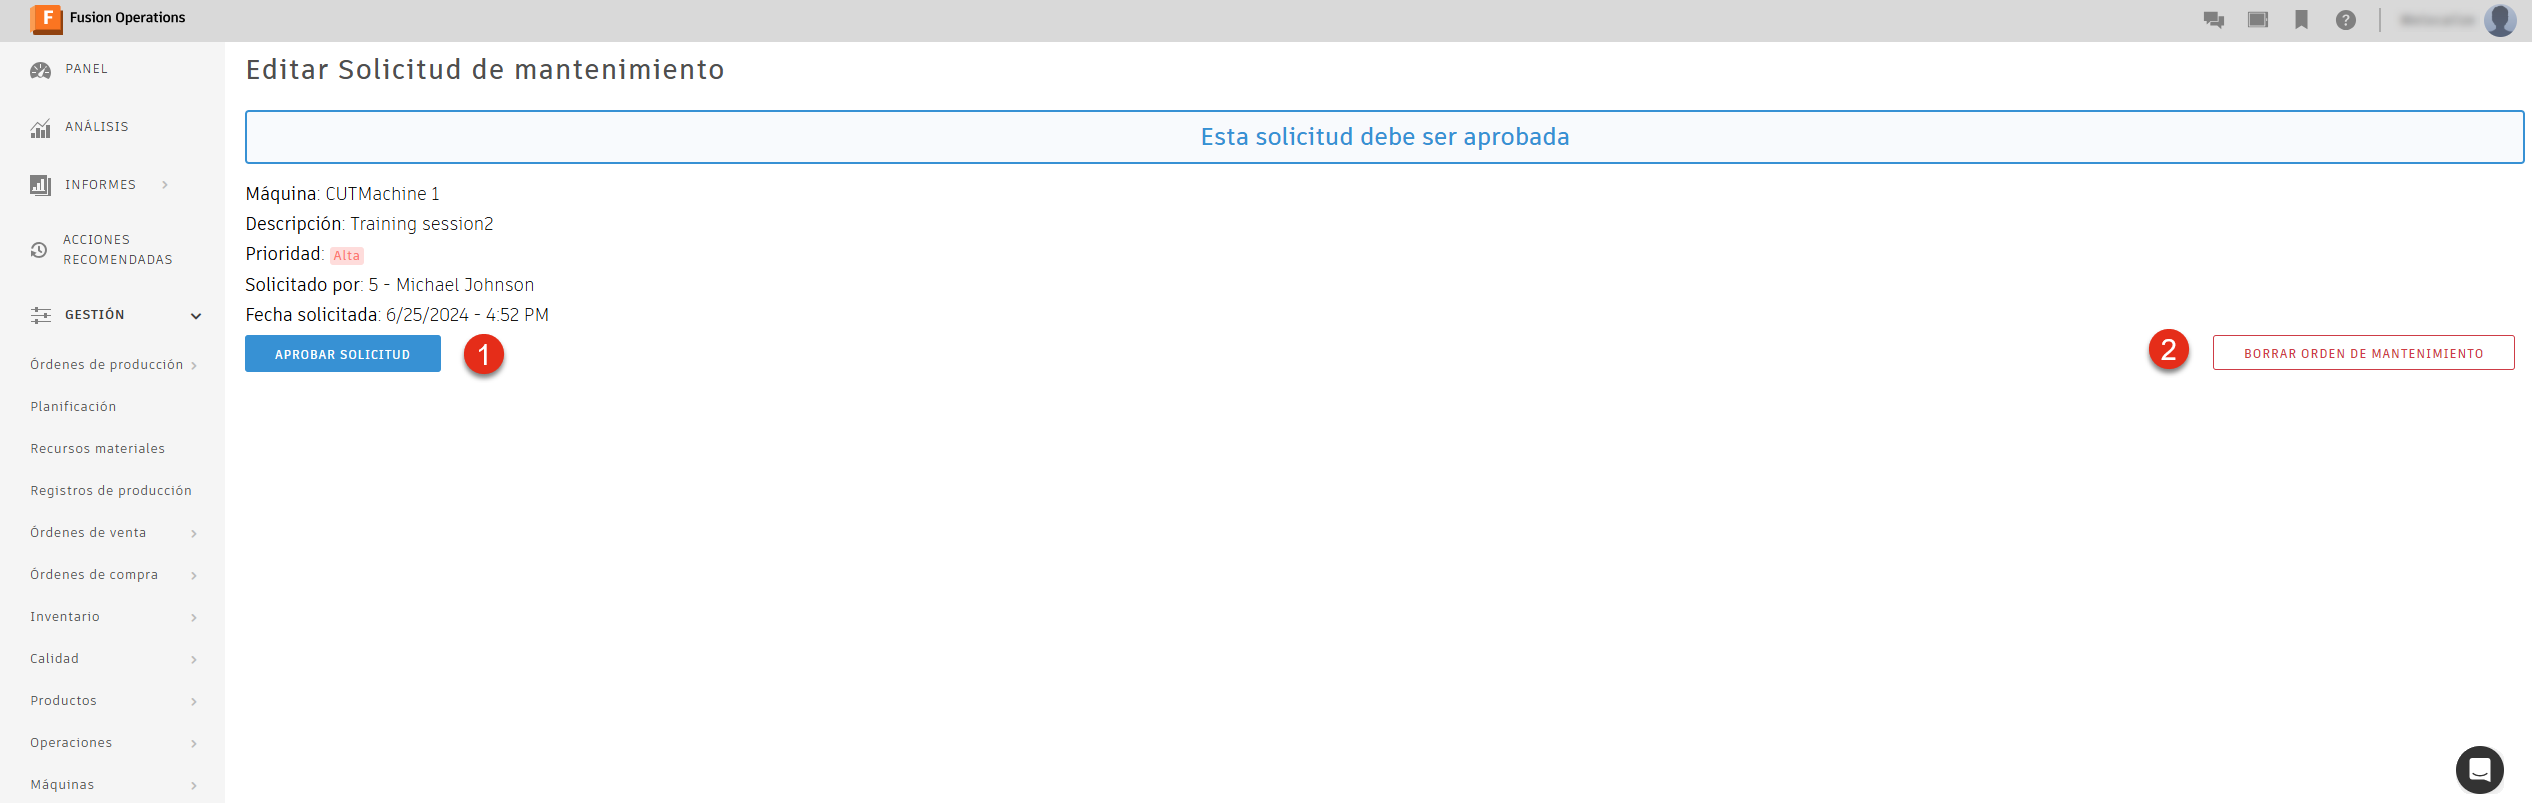 F Fusion Operations
PANEL
ANÁLISIS
INFORMES
ACCIONES
RECOMENDADAS
GESTIÓN
Órdenes de producción
Planificación
Recursos materiales
Registros de producción
Órdenes de venta
Órdenes de compra
Inventario
Calidad
Productos
Operaciones
Máquinas
Editar Solicitud de mantenimiento
Esta solicitud debe ser aprobada
Máquina: CUTMachine 1
Descripción: Training session2
Prioridad: Alta
Solicitado por: 5 - Michael Johnson
Fecha solicitada: 6/25/2024 - 4:52 PM
APROBAR SOLICITUD 1
2 BORRAR ORDEN DE MANTENIMIENTO